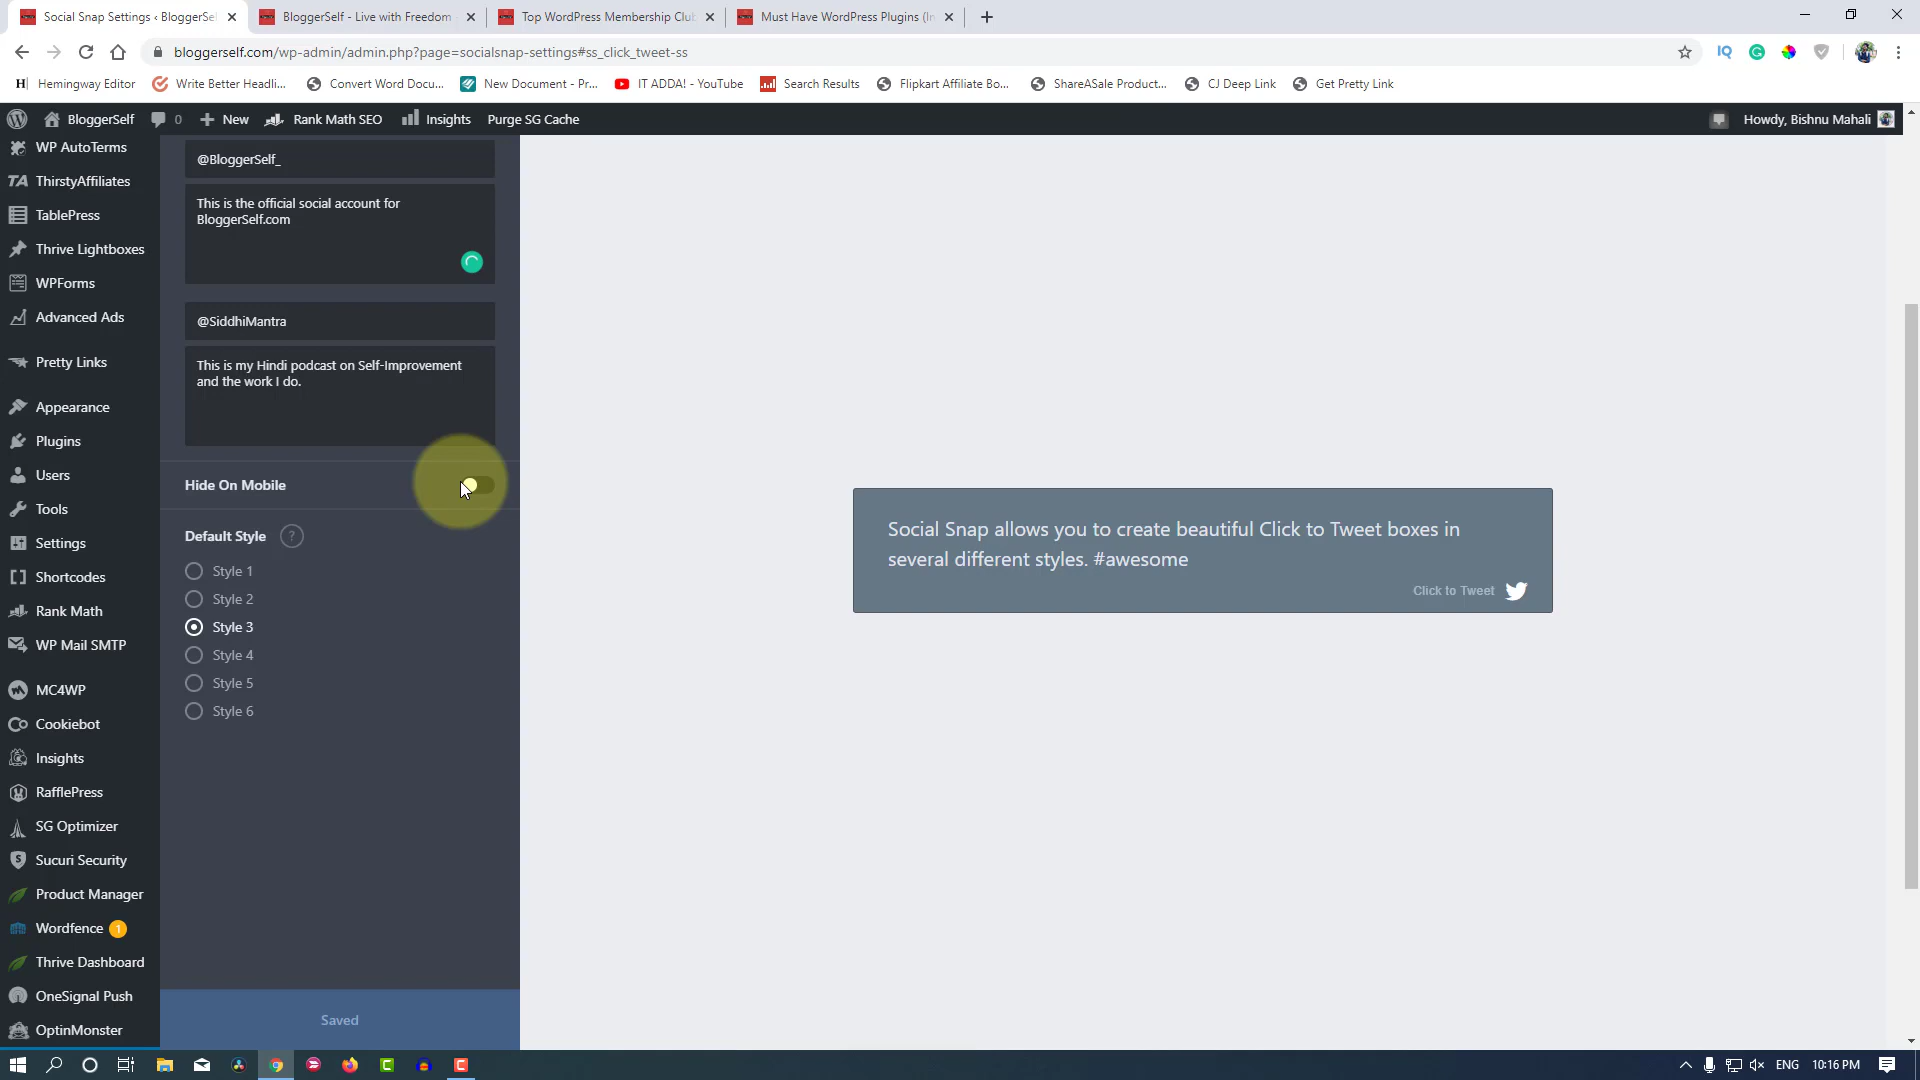 Social Snap Settings ‹ BloggerSel
BloggerSelf - Live with Freedom
Top WordPress Membership Clu
Must Have WordPress Plugins (In
bloggerself.com/wp-admin/admin.php?page=socialsnap-settings#ss_click_tweet-ss
IQ
H Hemingway Editor
Write Better Headli...
Convert Word Docu...
New Document - Pr...
IT ADDA! - YouTube
Search Results
Flipkart Affiliate Bo...
ShareASale Product...
CJ Deep Link
Get Pretty Link
BloggerSelf
0
New
Rank Math SEO
Insights
Purge SG Cache
Howdy, Bishnu Mahali
WP AutoTerms
TA ThirstyAffiliates
TablePress
Thrive Lightboxes
WPForms
Advanced Ads
Pretty Links
Appearance
Plugins
Users
Tools
Settings
Shortcodes
Rank Math
WP Mail SMTP
MC4WP
Cookiebot
Insights
RafflePress
SG Optimizer
Sucuri Security
Product Manager
Wordfence 1
Thrive Dashboard
OneSignal Push
OptinMonster
@BloggerSelf_
This is the official social account for
BloggerSelf.com
@SiddhiMantra
This is my Hindi podcast on Self-Improvement
and the work I do.
Hide On Mobile
Default Style ?
Style 1
Style 2
Style 3
Style 4
Style 5
Style 6
Saved
Social Snap allows you to create beautiful Click to Tweet boxes in
several different styles. #awesome
Click to Tweet
ENG
10:16 PM